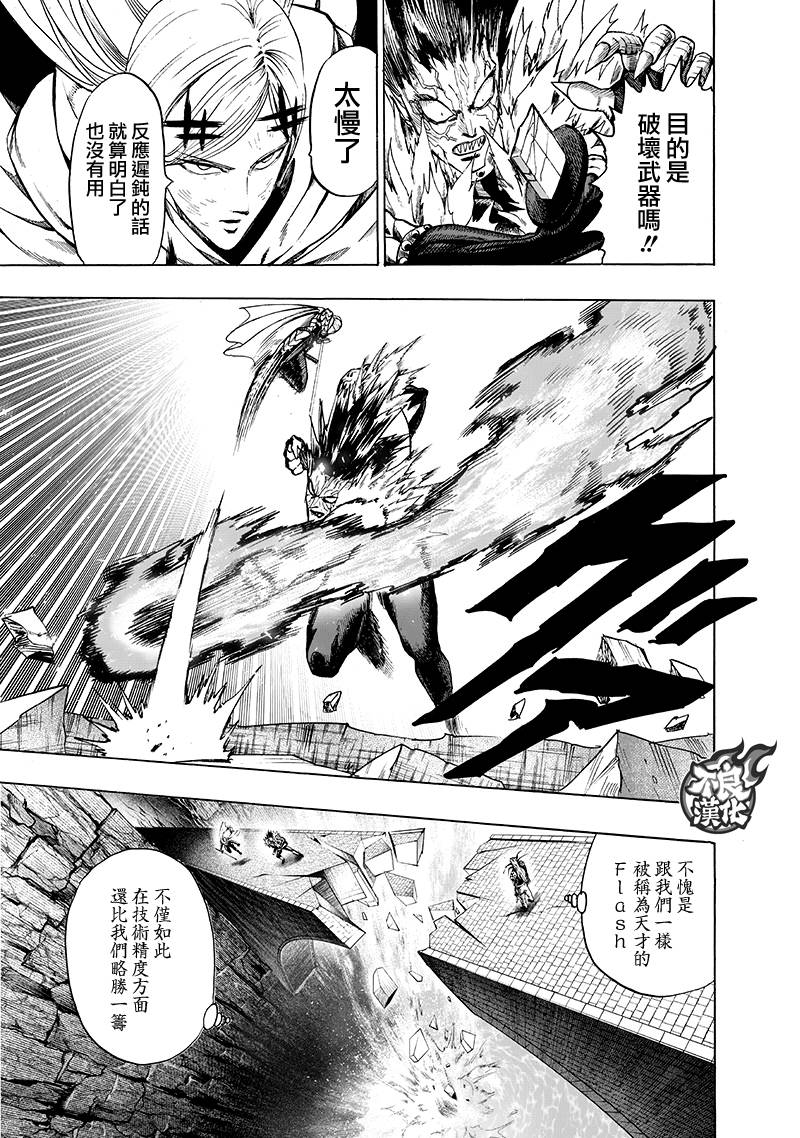 目的是
破壞武器嗎!!
太慢了
反應遲鈍的話
就算明白了
也沒有用
不愧是
跟我們一樣
被稱為天才的
Flash
不僅如此
在技術精度方面
還比我們略勝一籌
狼漢化